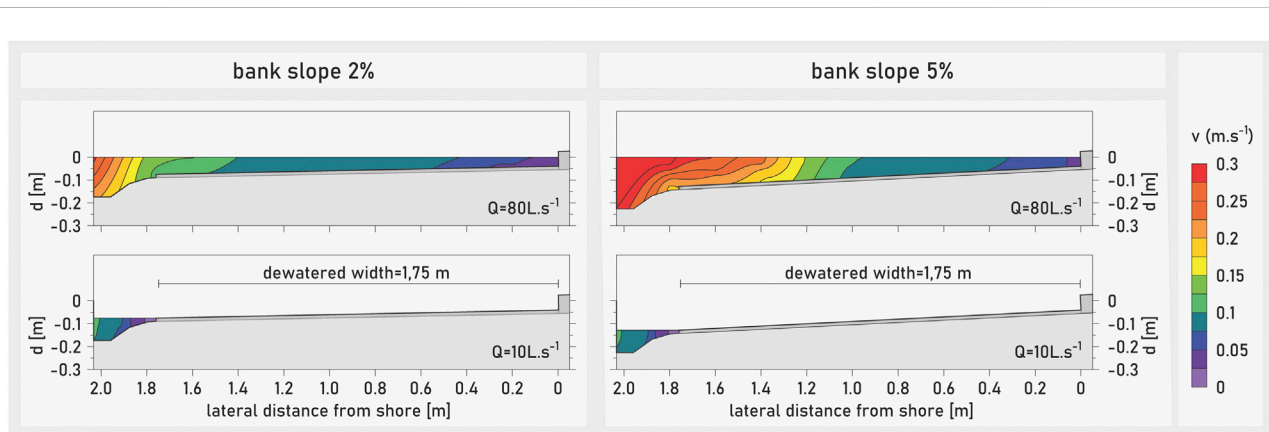 bank slope 2%
bank slope 5%
v (m.s⁻¹)
0.3
0.25
0.2
0.15
0.1
0.05
0
d [m]
0
-0.1
-0.2
-0.3
Q=80L.s⁻¹
Q=80L.s⁻¹
0
-0.1
-0.2
-0.3
d [m]
dewatered width=1,75 m
dewatered width=1,75 m
d [m]
0
-0.1
-0.2
-0.3
Q=10L.s⁻¹
Q=10L.s⁻¹
0
-0.1
-0.2
-0.3
d [m]
2.0 1.8 1.6 1.4 1.2 1.0 0.8 0.6 0.4 0.2 0
2.0 1.8 1.6 1.4 1.2 1.0 0.8 0.6 0.4 0.2 0
lateral distance from shore [m]
lateral distance from shore [m]